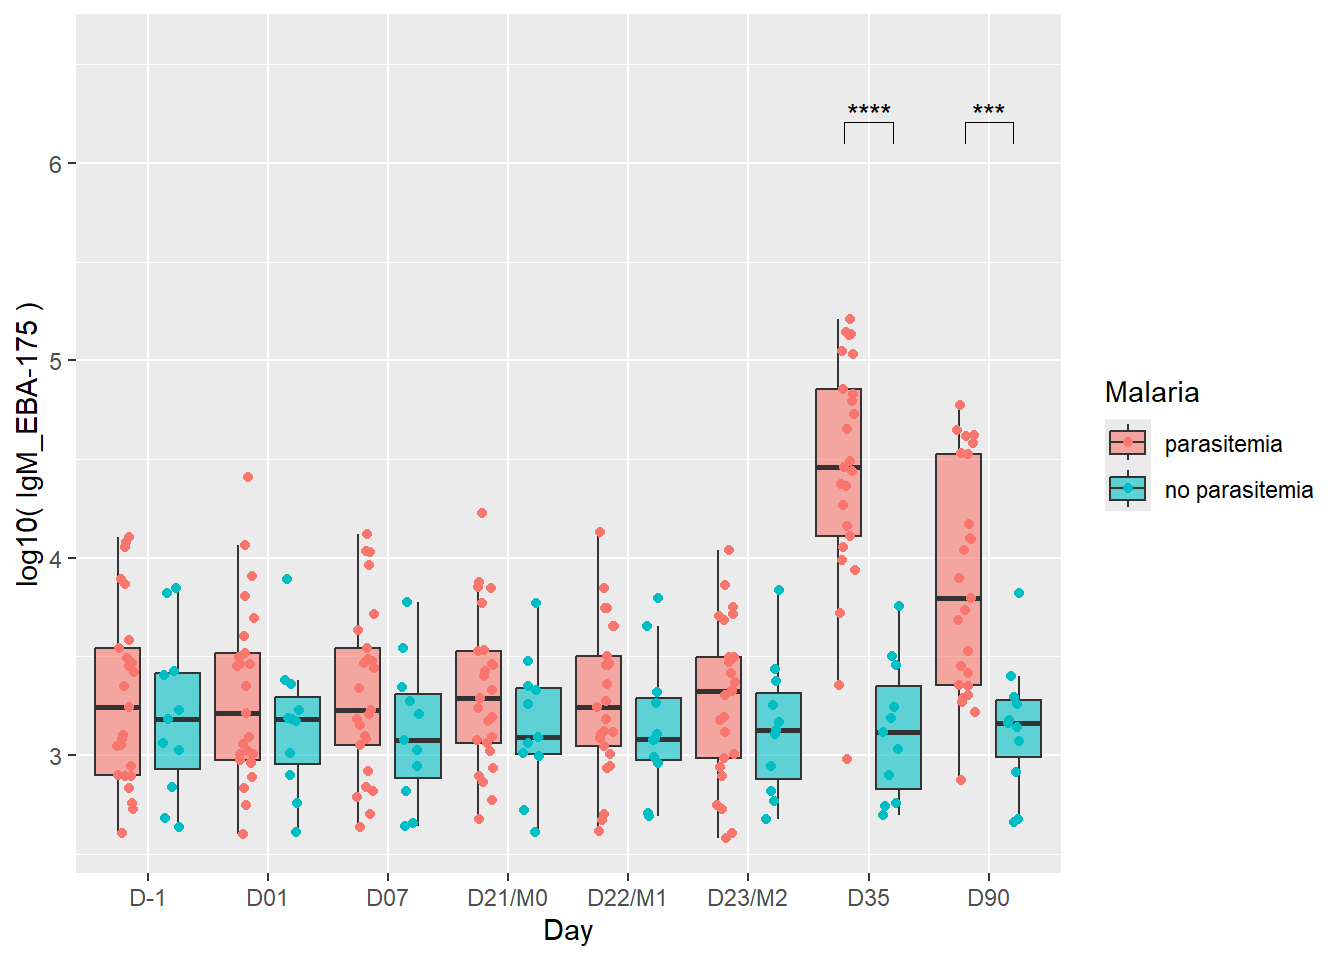 **** ***
6
5
4
3
log10( IgM_EBA-175 )
D-1 D01 D07 D21/M0 D22/M1 D23/M2 D35 D90
Day
Malaria
parasitemia
no parasitemia